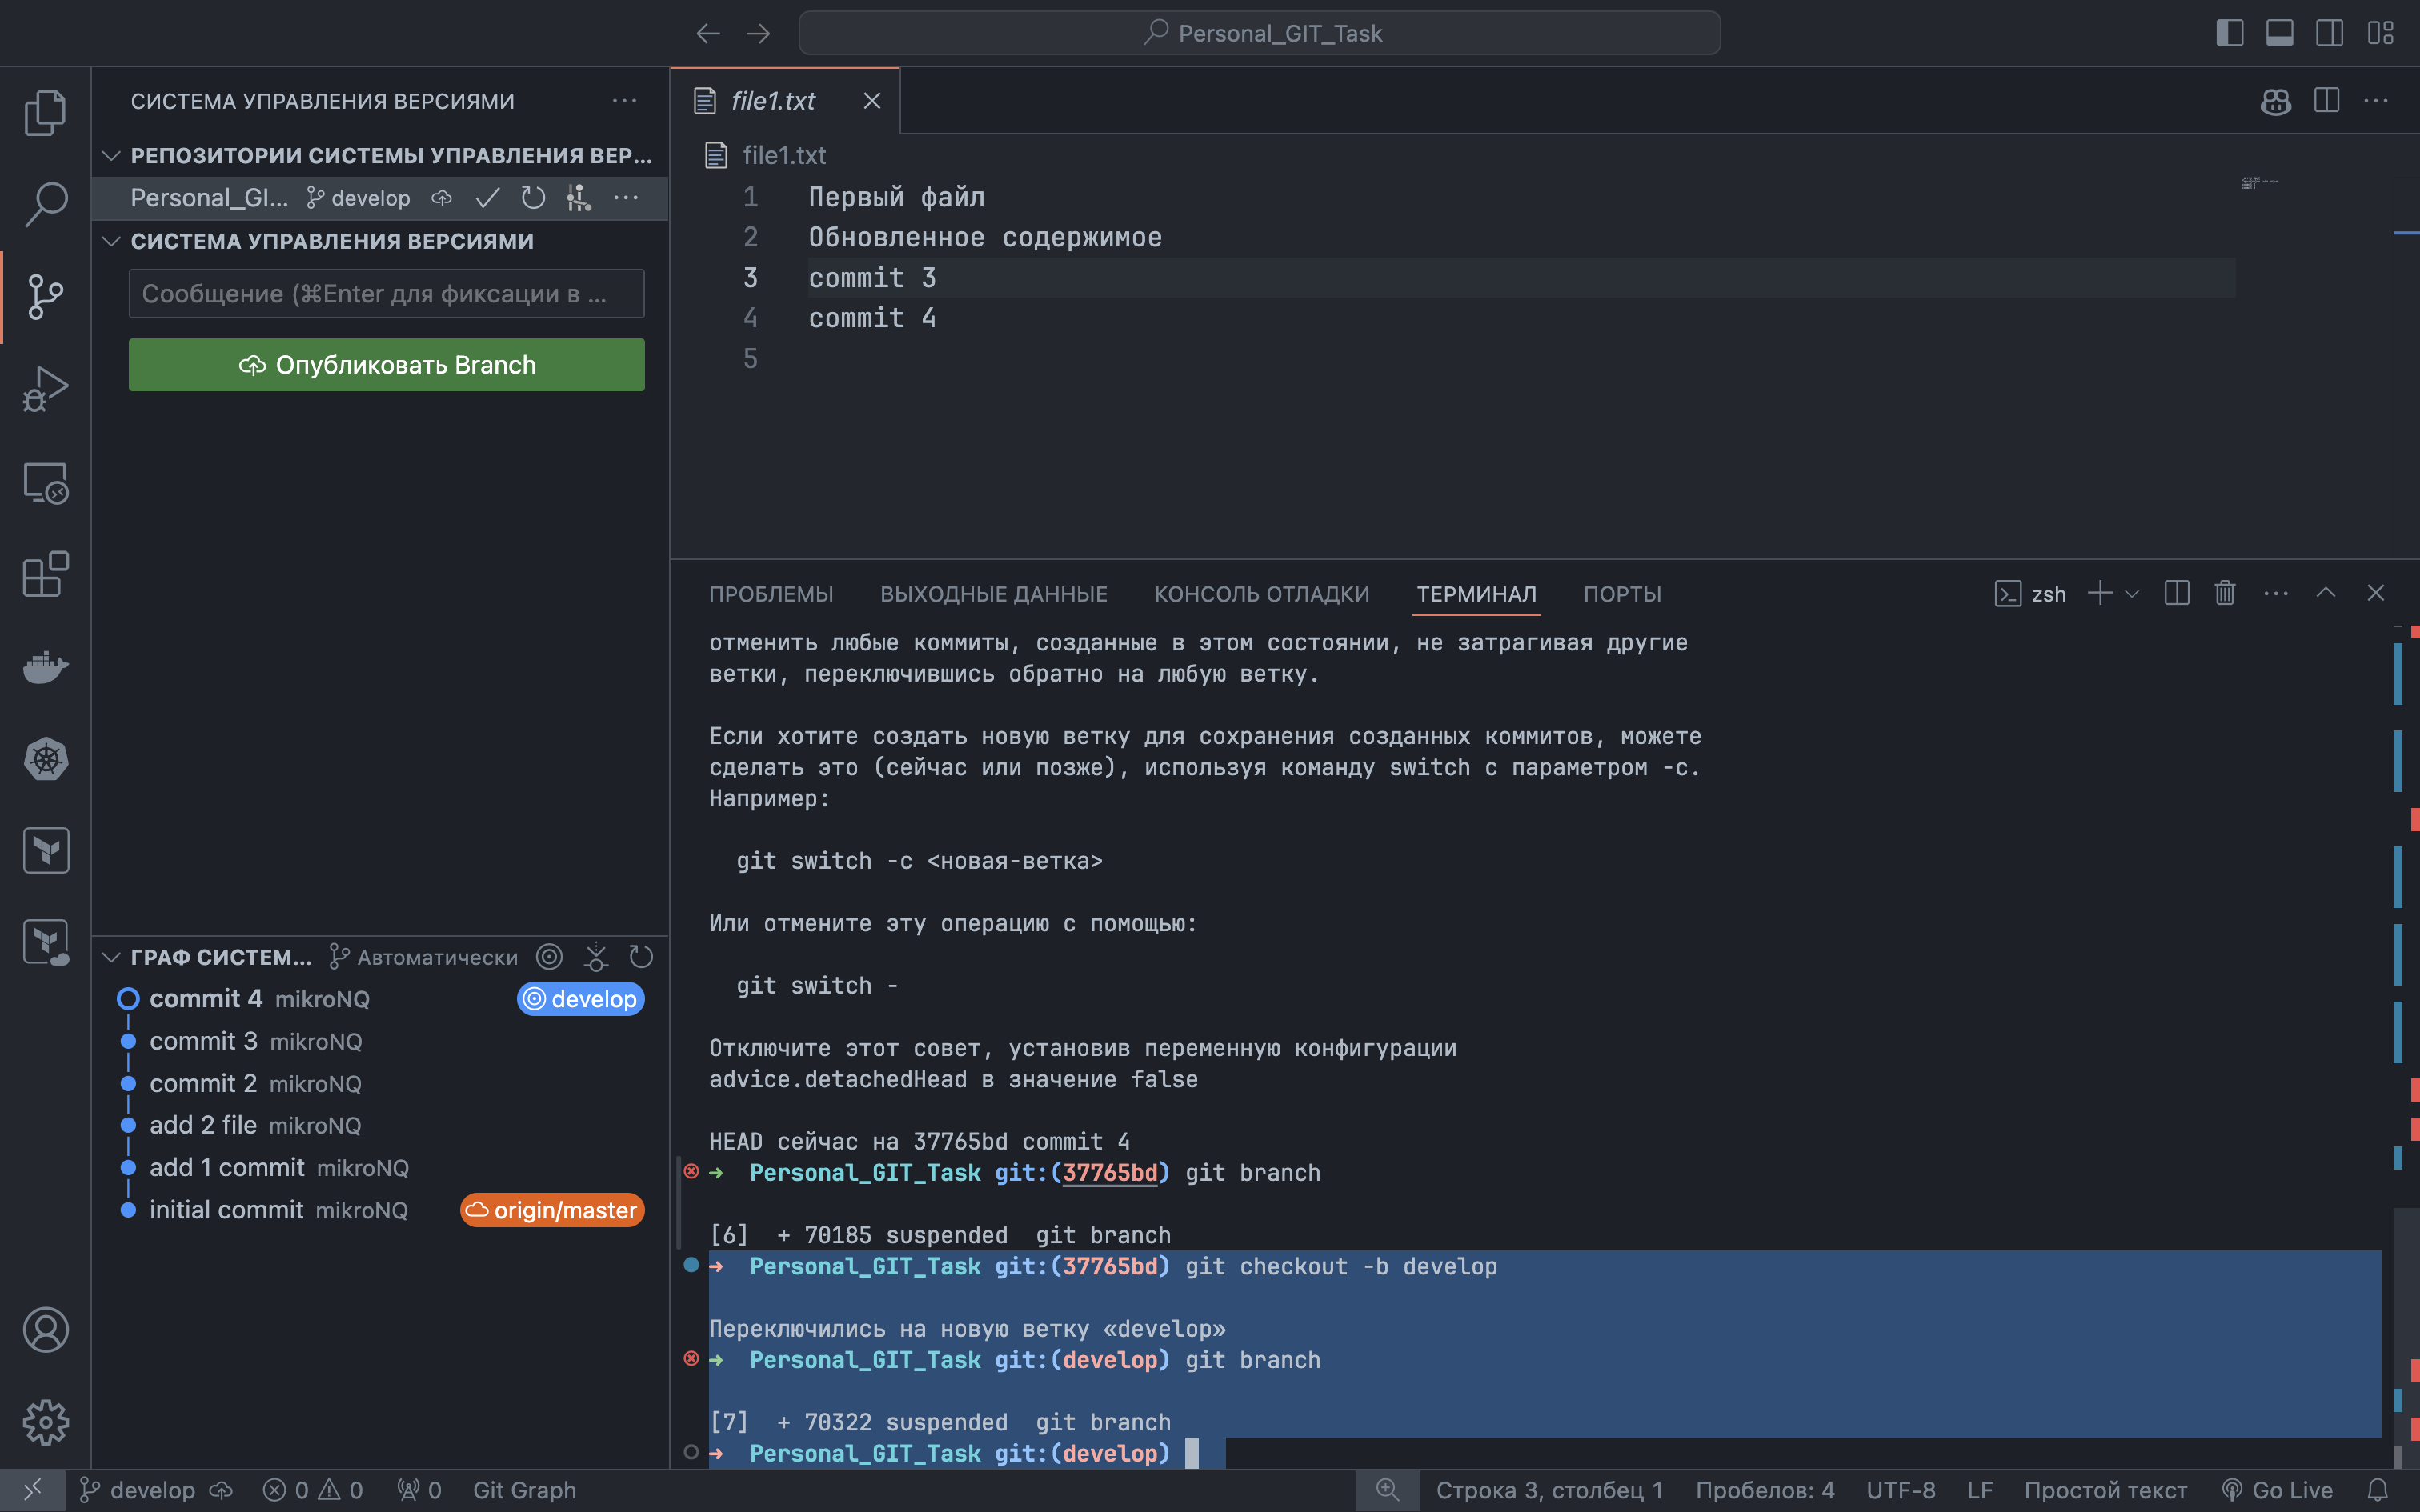 Personal_GIT_Task
СИСТЕМА УПРАВЛЕНИЯ ВЕРСИЯМИ
РЕПОЗИТОРИИ СИСТЕМЫ УПРАВЛЕНИЯ ВЕР...
Personal_GI... develop
СИСТЕМА УПРАВЛЕНИЯ ВЕРСИЯМИ
Сообщение (⌘Enter для фиксации в ...
Опубликовать Branch
ГРАФ СИСТЕМ... Автоматически
commit 4 mikroNQ develop
commit 3 mikroNQ
commit 2 mikroNQ
add 2 file mikroNQ
add 1 commit mikroNQ
initial commit mikroNQ origin/master
file1.txt
file1.txt
1 Первый файл
2 Обновленное содержимое
3 commit 3
4 commit 4
5
ПРОБЛЕМЫ ВЫХОДНЫЕ ДАННЫЕ КОНСОЛЬ ОТЛАДКИ ТЕРМИНАЛ ПОРТЫ zsh
отменить любые коммиты, созданные в этом состоянии, не затрагивая другие
ветки, переключившись обратно на любую ветку.
Если хотите создать новую ветку для сохранения созданных коммитов, можете
сделать это (сейчас или позже), используя команду switch с параметром -c.
Например:
git switch -c <новая-ветка>
Или отмените эту операцию с помощью:
git switch -
Отключите этот совет, установив переменную конфигурации
advice.detachedHead в значение false
HEAD сейчас на 37765bd commit 4
➜ Personal_GIT_Task git:(37765bd) git branch
[6] + 70185 suspended git branch
➜ Personal_GIT_Task git:(37765bd) git checkout -b develop
Переключились на новую ветку «develop»
➜ Personal_GIT_Task git:(develop) git branch
[7] + 70322 suspended git branch
➜ Personal_GIT_Task git:(develop)
develop 0 0 0 Git Graph Строка 3, столбец 1 Пробелов: 4 UTF-8 LF Простой текст Go Live